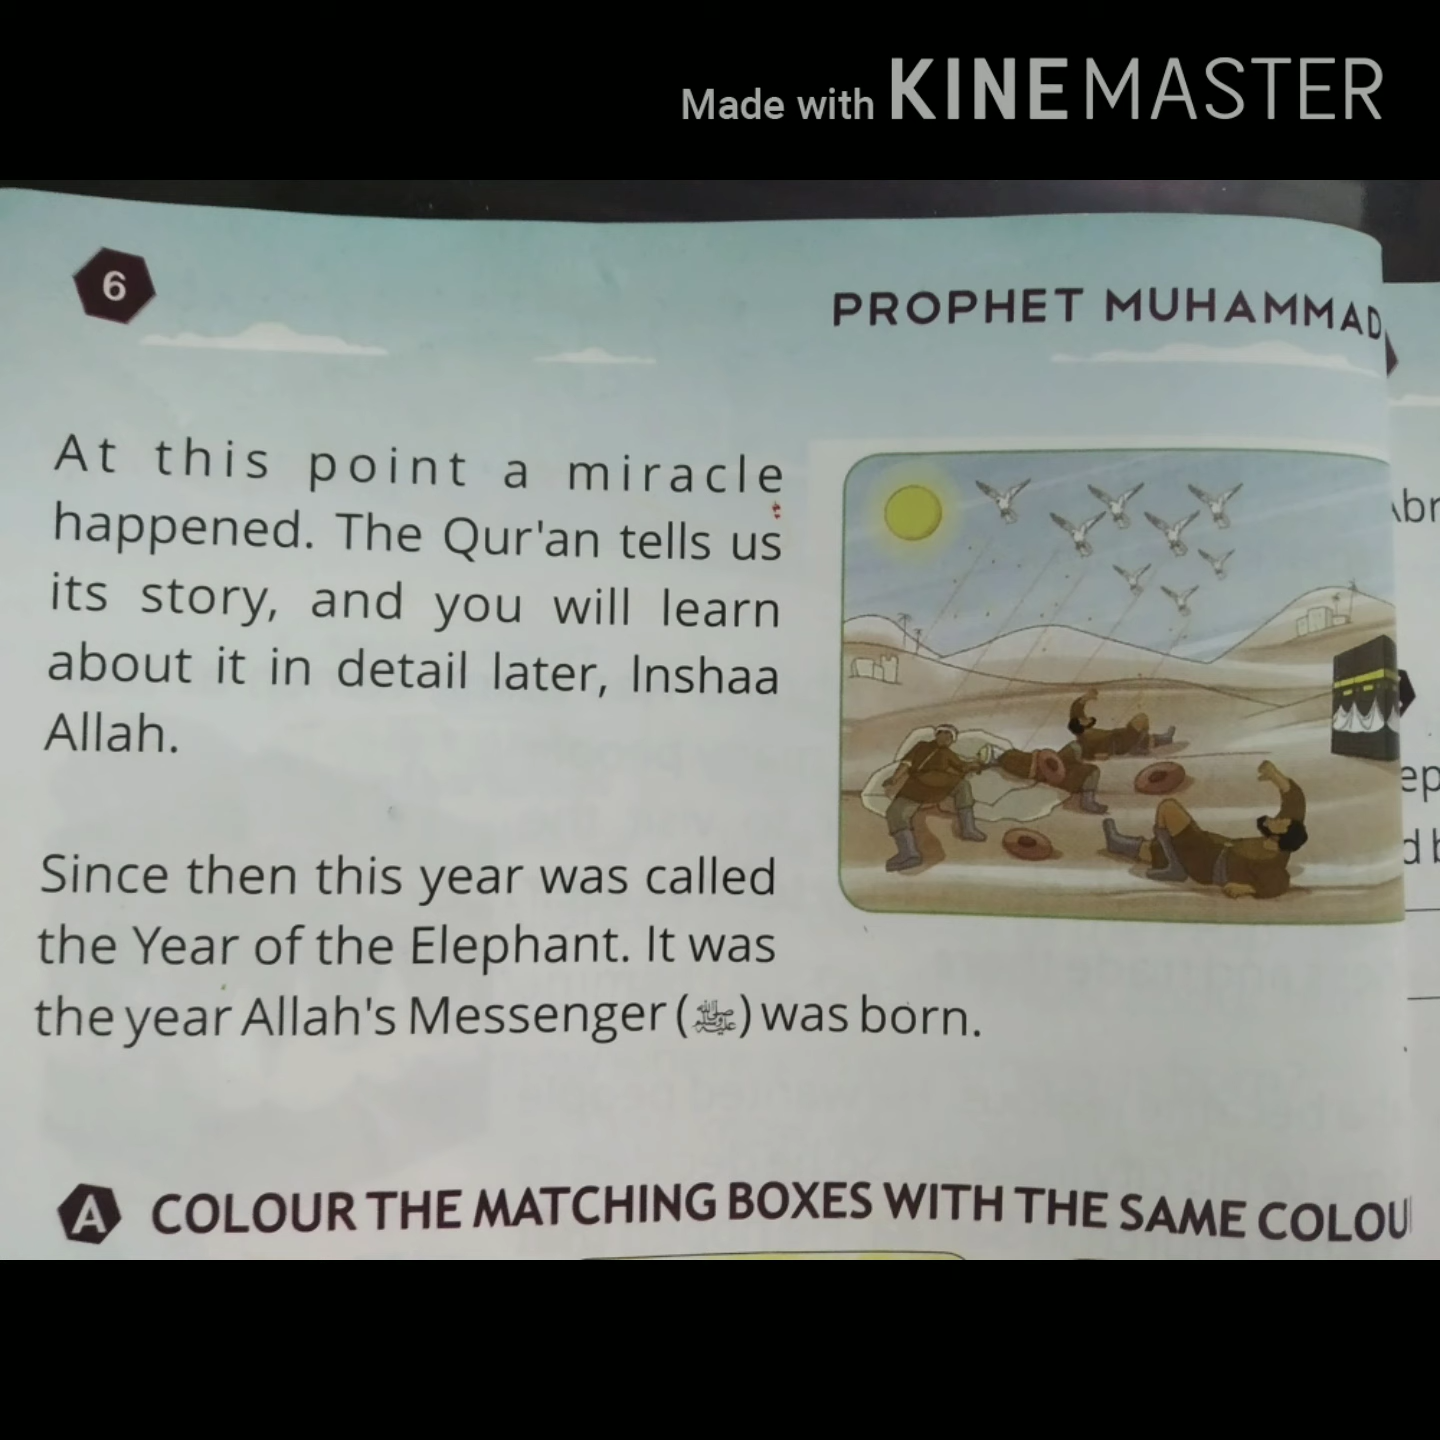 Made with KINEMASTER
6
PROPHET MUHAMMAD
At this point a miracle
happened. The Qur'an tells us
its story, and you will learn
about it in detail later, Inshaa
Allah.
Since then this year was called
the Year of the Elephant. It was
the year Allah's Messenger (ﷺ) was born.
A COLOUR THE MATCHING BOXES WITH THE SAME COLOU